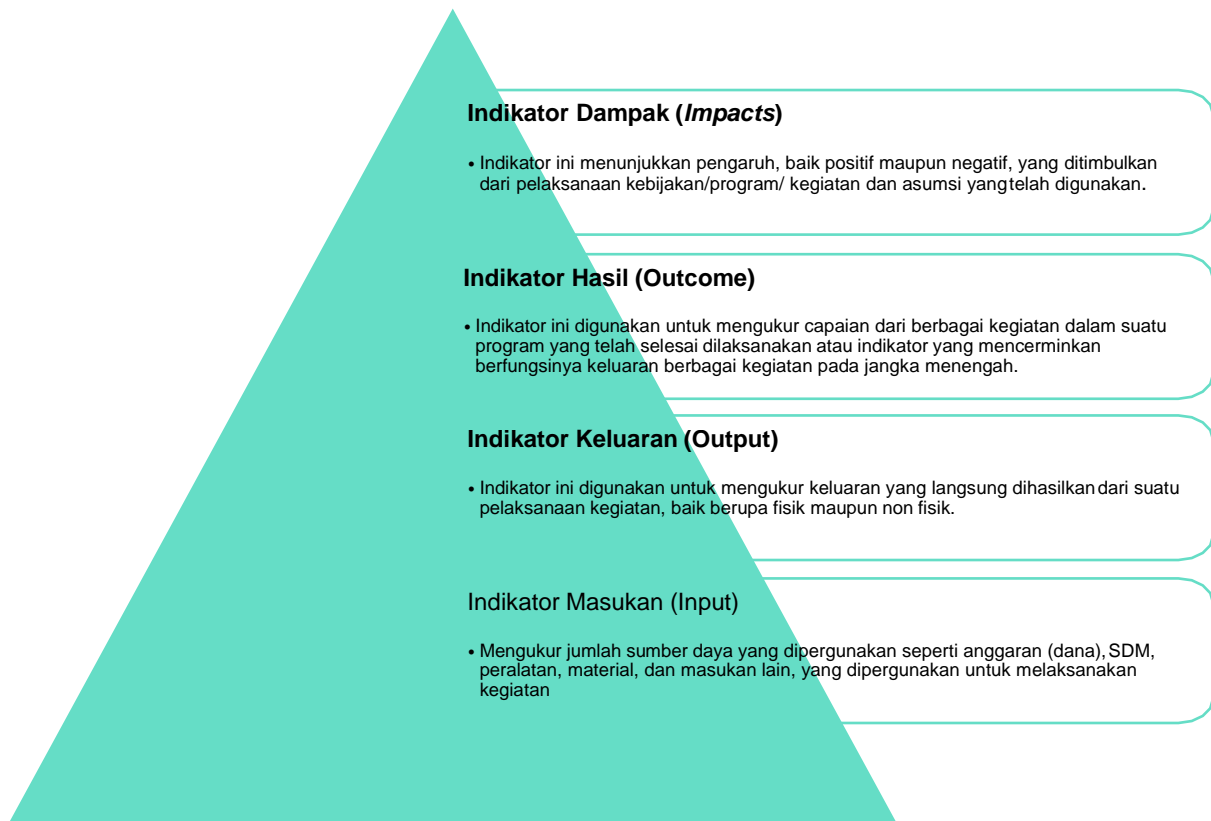 Indikator Dampak (Impacts)
• Indikator ini menunjukkan pengaruh, baik positif maupun negatif, yang ditimbulkan
dari pelaksanaan kebijakan/program/ kegiatan dan asumsi yang telah digunakan.
Indikator Hasil (Outcome)
• Indikator ini digunakan untuk mengukur capaian dari berbagai kegiatan dalam suatu
program yang telah selesai dilaksanakan atau indikator yang mencerminkan
berfungsinya keluaran berbagai kegiatan pada jangka menengah.
Indikator Keluaran (Output)
• Indikator ini digunakan untuk mengukur keluaran yang langsung dihasilkan dari suatu
pelaksanaan kegiatan, baik berupa fisik maupun non fisik.
Indikator Masukan (Input)
• Mengukur jumlah sumber daya yang dipergunakan seperti anggaran (dana), SDM,
peralatan, material, dan masukan lain, yang dipergunakan untuk melaksanakan
kegiatan